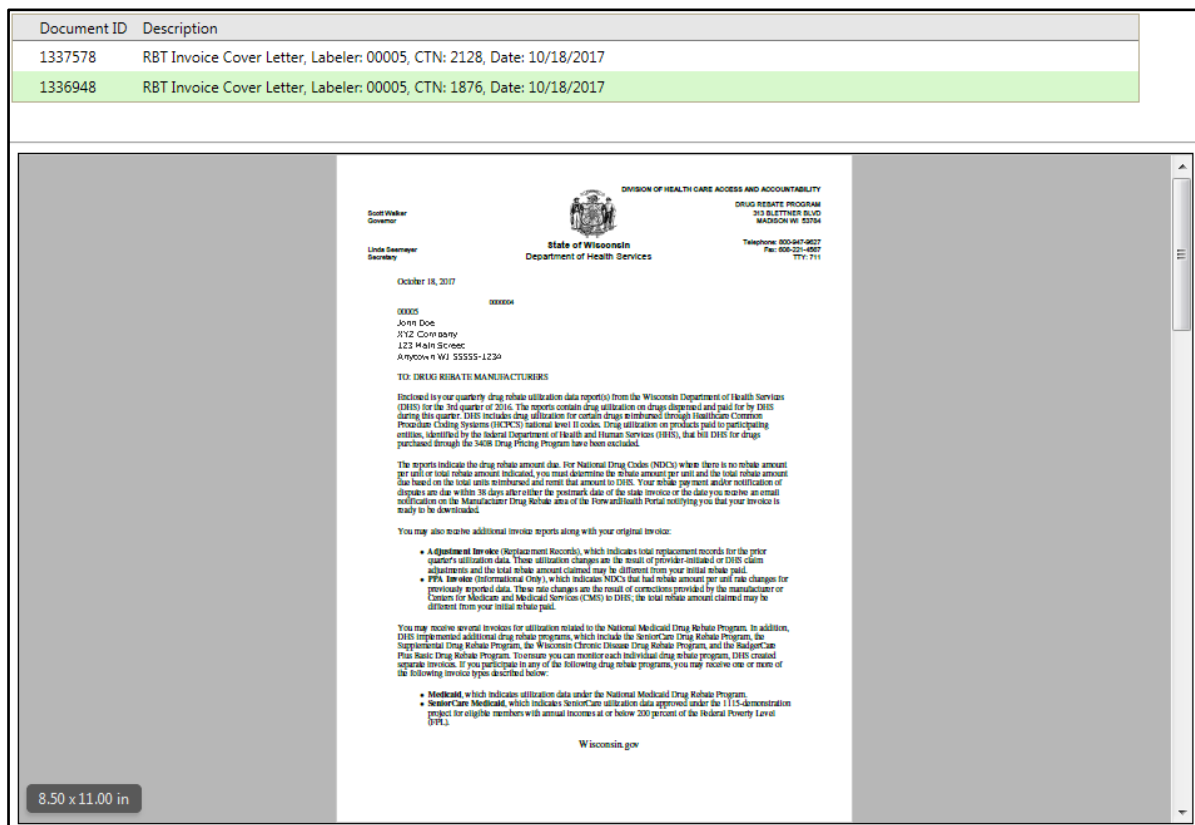 Document ID Description
1337578 RBT Invoice Cover Letter, Labeler: 00005, CTN: 2128, Date: 10/18/2017
1336948 RBT Invoice Cover Letter, Labeler: 00005, CTN: 1876, Date: 10/18/2017
DIVISION OF HEALTH CARE ACCESS AND ACCOUNTABILITY
Scott Walker
Governor
Linda Seemeyer
Secretary
State of Wisconsin
Department of Health Services
DRUG REBATE PROGRAM
313 BLETTNER BLVD
MADISON WI 53784
Telephone: 800-947-9627
Fax: 608-221-4567
TTY: 711
October 18, 2017
0000004
00005
John Doe
XYZ Company
123 Main Street
Anytown WI 55555-1234
TO: DRUG REBATE MANUFACTURERS
Enclosed is your quarterly drug rebate utilization data report(s) from the Wisconsin Department of Health Services
(DHS) for the 3rd quarter of 2016. The reports contain drug utilization on drugs dispensed and paid for by DHS
during this quarter. DHS includes drug utilization for certain drugs reimbursed through Healthcare Common
Procedure Coding Systems (HCPCS) national level II codes. Drug utilization on products paid to participating
entities, identified by the federal Department of Health and Human Services (HHS), that bill DHS for drugs
purchased through the 340B Drug Pricing Program have been excluded.
The reports indicate the drug rebate amount due. For National Drug Codes (NDCs) where there is no rebate amount
per unit or total rebate amount indicated, you must determine the rebate amount per unit and the total rebate amount
due based on the total units reimbursed and remit that amount to DHS. Your rebate payment and/or notification of
disputes are due within 38 days after either the postmark date of the state invoice or the date you receive an email
notification on the Manufacturer Drug Rebate area of the ForwardHealth Portal notifying you that your invoice is
ready to be downloaded.
You may also receive additional invoice reports along with your original invoice:
• Adjustment Invoice (Replacement Records), which indicates total replacement records for the prior
quarter's utilization data. These utilization changes are the result of provider-initiated or DHS claim
adjustments and the total rebate amount claimed may be different from your initial rebate paid.
• PPA Invoice (Informational Only), which indicates NDCs that had rebate amount per unit rate changes for
previously reported data. These rate changes are the result of corrections provided by the manufacturer or
Centers for Medicare and Medicaid Services (CMS) to DHS; the total rebate amount claimed may be
different from your initial rebate paid.
You may receive several invoices for utilization related to the National Medicaid Drug Rebate Program. In addition,
DHS implemented additional drug rebate programs, which include the SeniorCare Drug Rebate Program, the
Supplemental Drug Rebate Program, the Wisconsin Chronic Disease Drug Rebate Program, and the BadgerCare
Plus Basic Drug Rebate Program. To ensure you can monitor each individual drug rebate program, DHS created
separate invoices. If you participate in any of the following drug rebate programs, you may receive one or more of
the following invoice types described below:
• Medicaid, which indicates utilization data under the National Medicaid Drug Rebate Program.
• SeniorCare Medicaid, which indicates SeniorCare utilization data approved under the 1115-demonstration
project for eligible members with annual incomes at or below 200 percent of the Federal Poverty Level
(FPL).
Wisconsin.gov
8.50 x 11.00 in